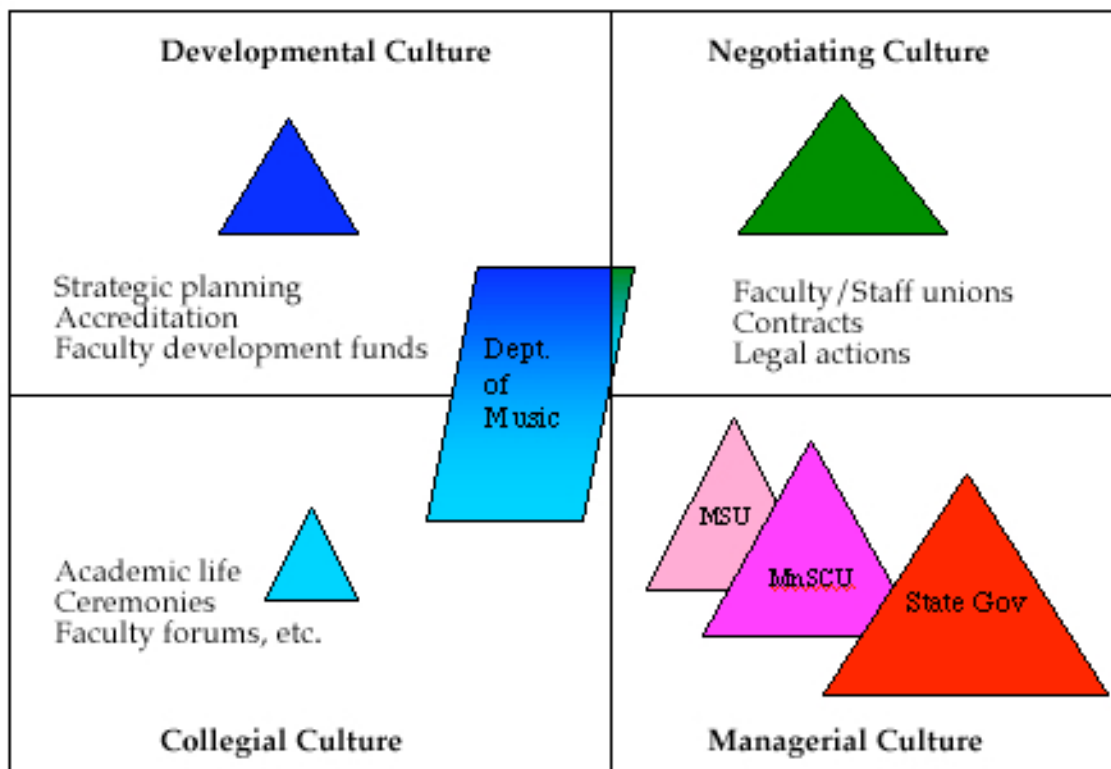 Developmental Culture
Negotiating Culture
Strategic planning
Accreditation
Faculty development funds
Dept.
of
Music
Faculty/Staff unions
Contracts
Legal actions
Academic life
Ceremonies
Faculty forums, etc.
MSU
MnSCU
State Gov
Collegial Culture
Managerial Culture